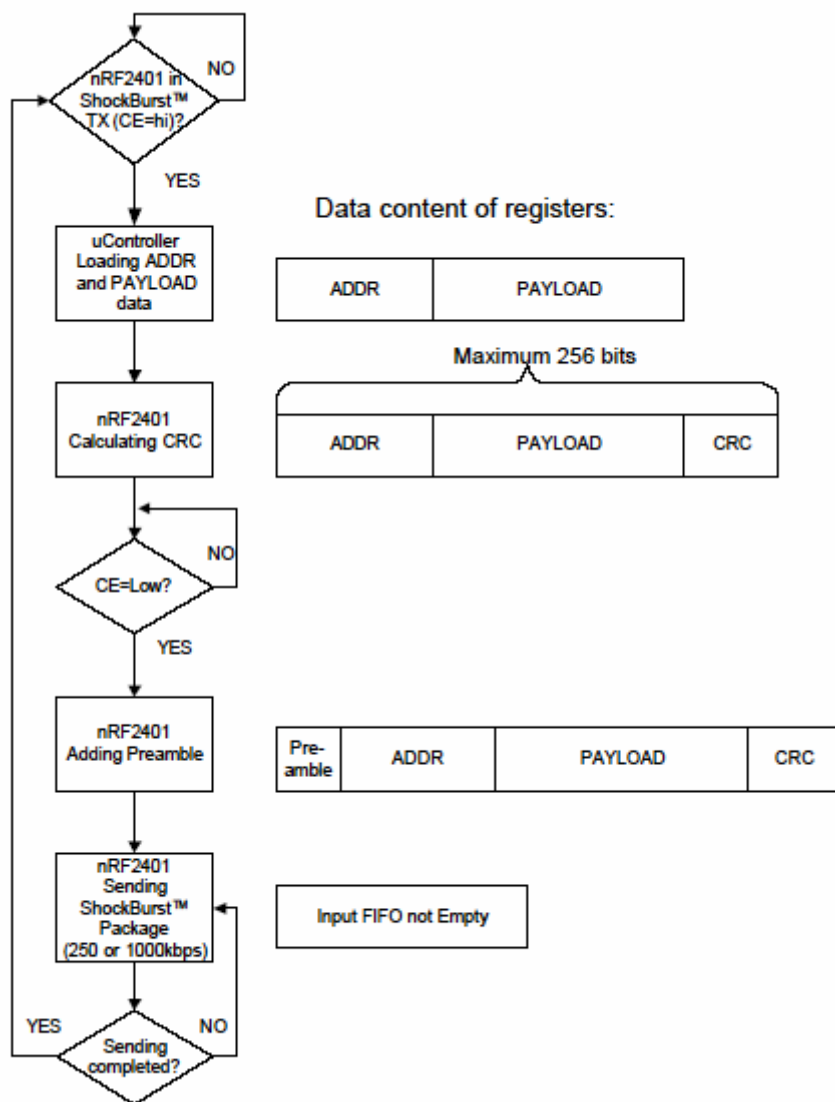 nRF2401 in
ShockBurst™
TX (CE=hi)?
NO
YES
Data content of registers:
uController
Loading ADDR
and PAYLOAD
data
ADDR
PAYLOAD
Maximum 256 bits
nRF2401
Calculating CRC
ADDR
PAYLOAD
CRC
NO
CE=Low?
YES
nRF2401
Adding Preamble
Pre-
amble
ADDR
PAYLOAD
CRC
nRF2401
Sending
ShockBurst™
Package
(250 or 1000kbps)
Input FIFO not Empty
YES
NO
Sending
completed?